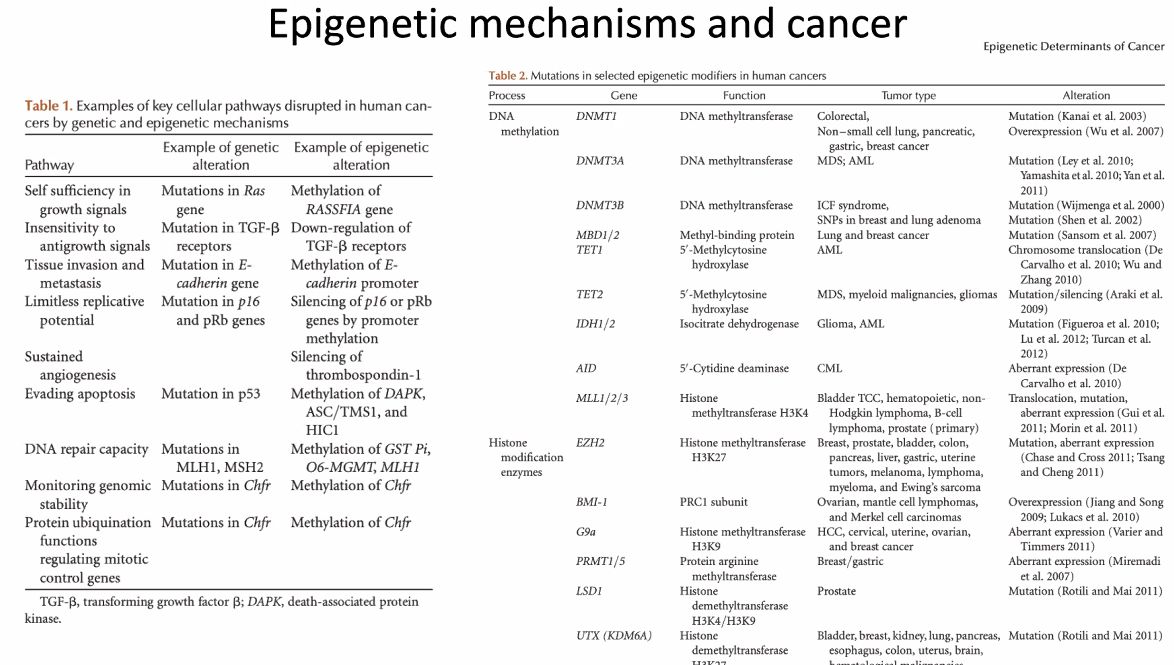 Epigenetic mechanisms and cancer
Epigenetic Determinants of Cancer
Table 1. Examples of key cellular pathways disrupted in human can-
cers by genetic and epigenetic mechanisms
Example of genetic Example of epigenetic
Pathway alteration alteration
Self sufficiency in Mutations in Ras Methylation of
growth signals gene RASSFIA gene
Insensitivity to Mutation in TGF-β Down-regulation of
antigrowth signals receptors TGF-β receptors
Tissue invasion and Mutation in E- Methylation of E-
metastasis cadherin gene cadherin promoter
Limitless replicative Mutation in p16 Silencing of p16 or pRb
potential and pRb genes genes by promoter
methylation
Sustained Silencing of
angiogenesis thrombospondin-1
Evading apoptosis Mutation in p53 Methylation of DAPK,
ASC/TMS1, and
HIC1
DNA repair capacity Mutations in Methylation of GST Pi,
MLH1, MSH2 O6-MGMT, MLH1
Monitoring genomic Mutations in Chfr Methylation of Chfr
stability
Protein ubiquination Mutations in Chfr Methylation of Chfr
functions
regulating mitotic
control genes
TGF-β, transforming growth factor β; DAPK, death-associated protein
kinase.
Table 2. Mutations in selected epigenetic modifiers in human cancers
Process Gene Function Tumor type Alteration
DNA DNMT1 DNA methyltransferase Colorectal, Mutation (Kanai et al. 2003)
methylation Non–small cell lung, pancreatic, Overexpression (Wu et al. 2007)
gastric, breast cancer
DNMT3A DNA methyltransferase MDS; AML Mutation (Ley et al. 2010;
Yamashita et al. 2010; Yan et al.
2011)
DNMT3B DNA methyltransferase ICF syndrome, Mutation (Wijmenga et al. 2000)
SNPs in breast and lung adenoma Mutation (Shen et al. 2002)
MBD1/2 Methyl-binding protein Lung and breast cancer Mutation (Sansom et al. 2007)
TET1 5′-Methylcytosine AML Chromosome translocation (De
hydroxylase Carvalho et al. 2010; Wu and
Zhang 2010)
TET2 5′-Methylcytosine MDS, myeloid malignancies, gliomas Mutation/silencing (Araki et al.
hydroxylase 2009)
IDH1/2 Isocitrate dehydrogenase Glioma, AML Mutation (Figueroa et al. 2010;
Lu et al. 2012; Turcan et al.
2012)
AID 5′-Cytidine deaminase CML Aberrant expression (De
Carvalho et al. 2010)
MLL1/2/3 Histone Bladder TCC, hematopoietic, non- Translocation, mutation,
methyltransferase H3K4 Hodgkin lymphoma, B-cell aberrant expression (Gui et al.
lymphoma, prostate (primary) 2011; Morin et al. 2011)
Histone EZH2 Histone methyltransferase Breast, prostate, bladder, colon, Mutation, aberrant expression
modification H3K27 pancreas, liver, gastric, uterine (Chase and Cross 2011; Tsang
enzymes tumors, melanoma, lymphoma, and Cheng 2011)
myeloma, and Ewing's sarcoma
BMI-1 PRC1 subunit Ovarian, mantle cell lymphomas, Overexpression (Jiang and Song
and Merkel cell carcinomas 2009; Lukacs et al. 2010)
G9a Histone methyltransferase HCC, cervical, uterine, ovarian, Aberrant expression (Varier and
H3K9 and breast cancer Timmers 2011)
PRMT1/5 Protein arginine Breast/gastric Aberrant expression (Miremadi
methyltransferase et al. 2007)
LSD1 Histone Prostate Mutation (Rotili and Mai 2011)
demethyltransferase
H3K4/H3K9
UTX (KDM6A) Histone Bladder, breast, kidney, lung, pancreas, Mutation (Rotili and Mai 2011)
demethyltransferase esophagus, colon, uterus, brain,
H3K27 hematological malignancies